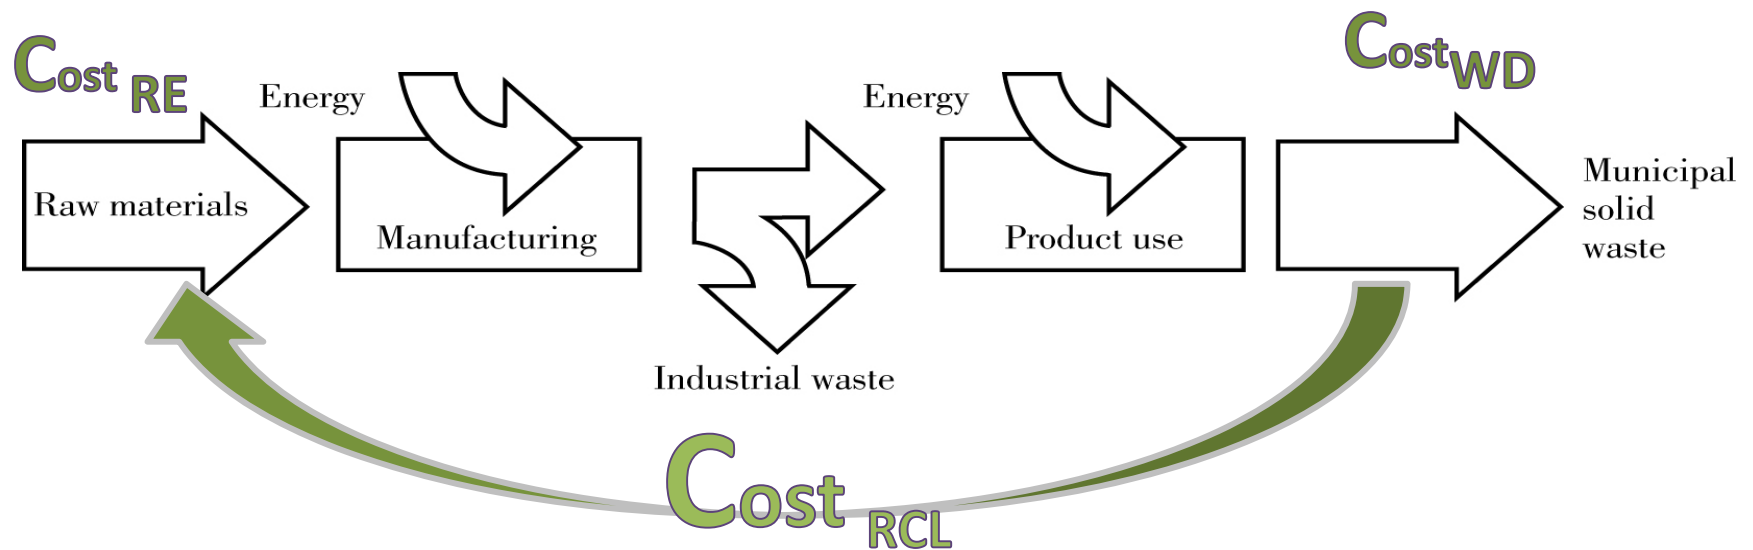 Cost RE
Energy
Raw materials
Manufacturing
Industrial waste
Energy
Product use
Cost WD
Municipal
solid
waste
Cost RCL